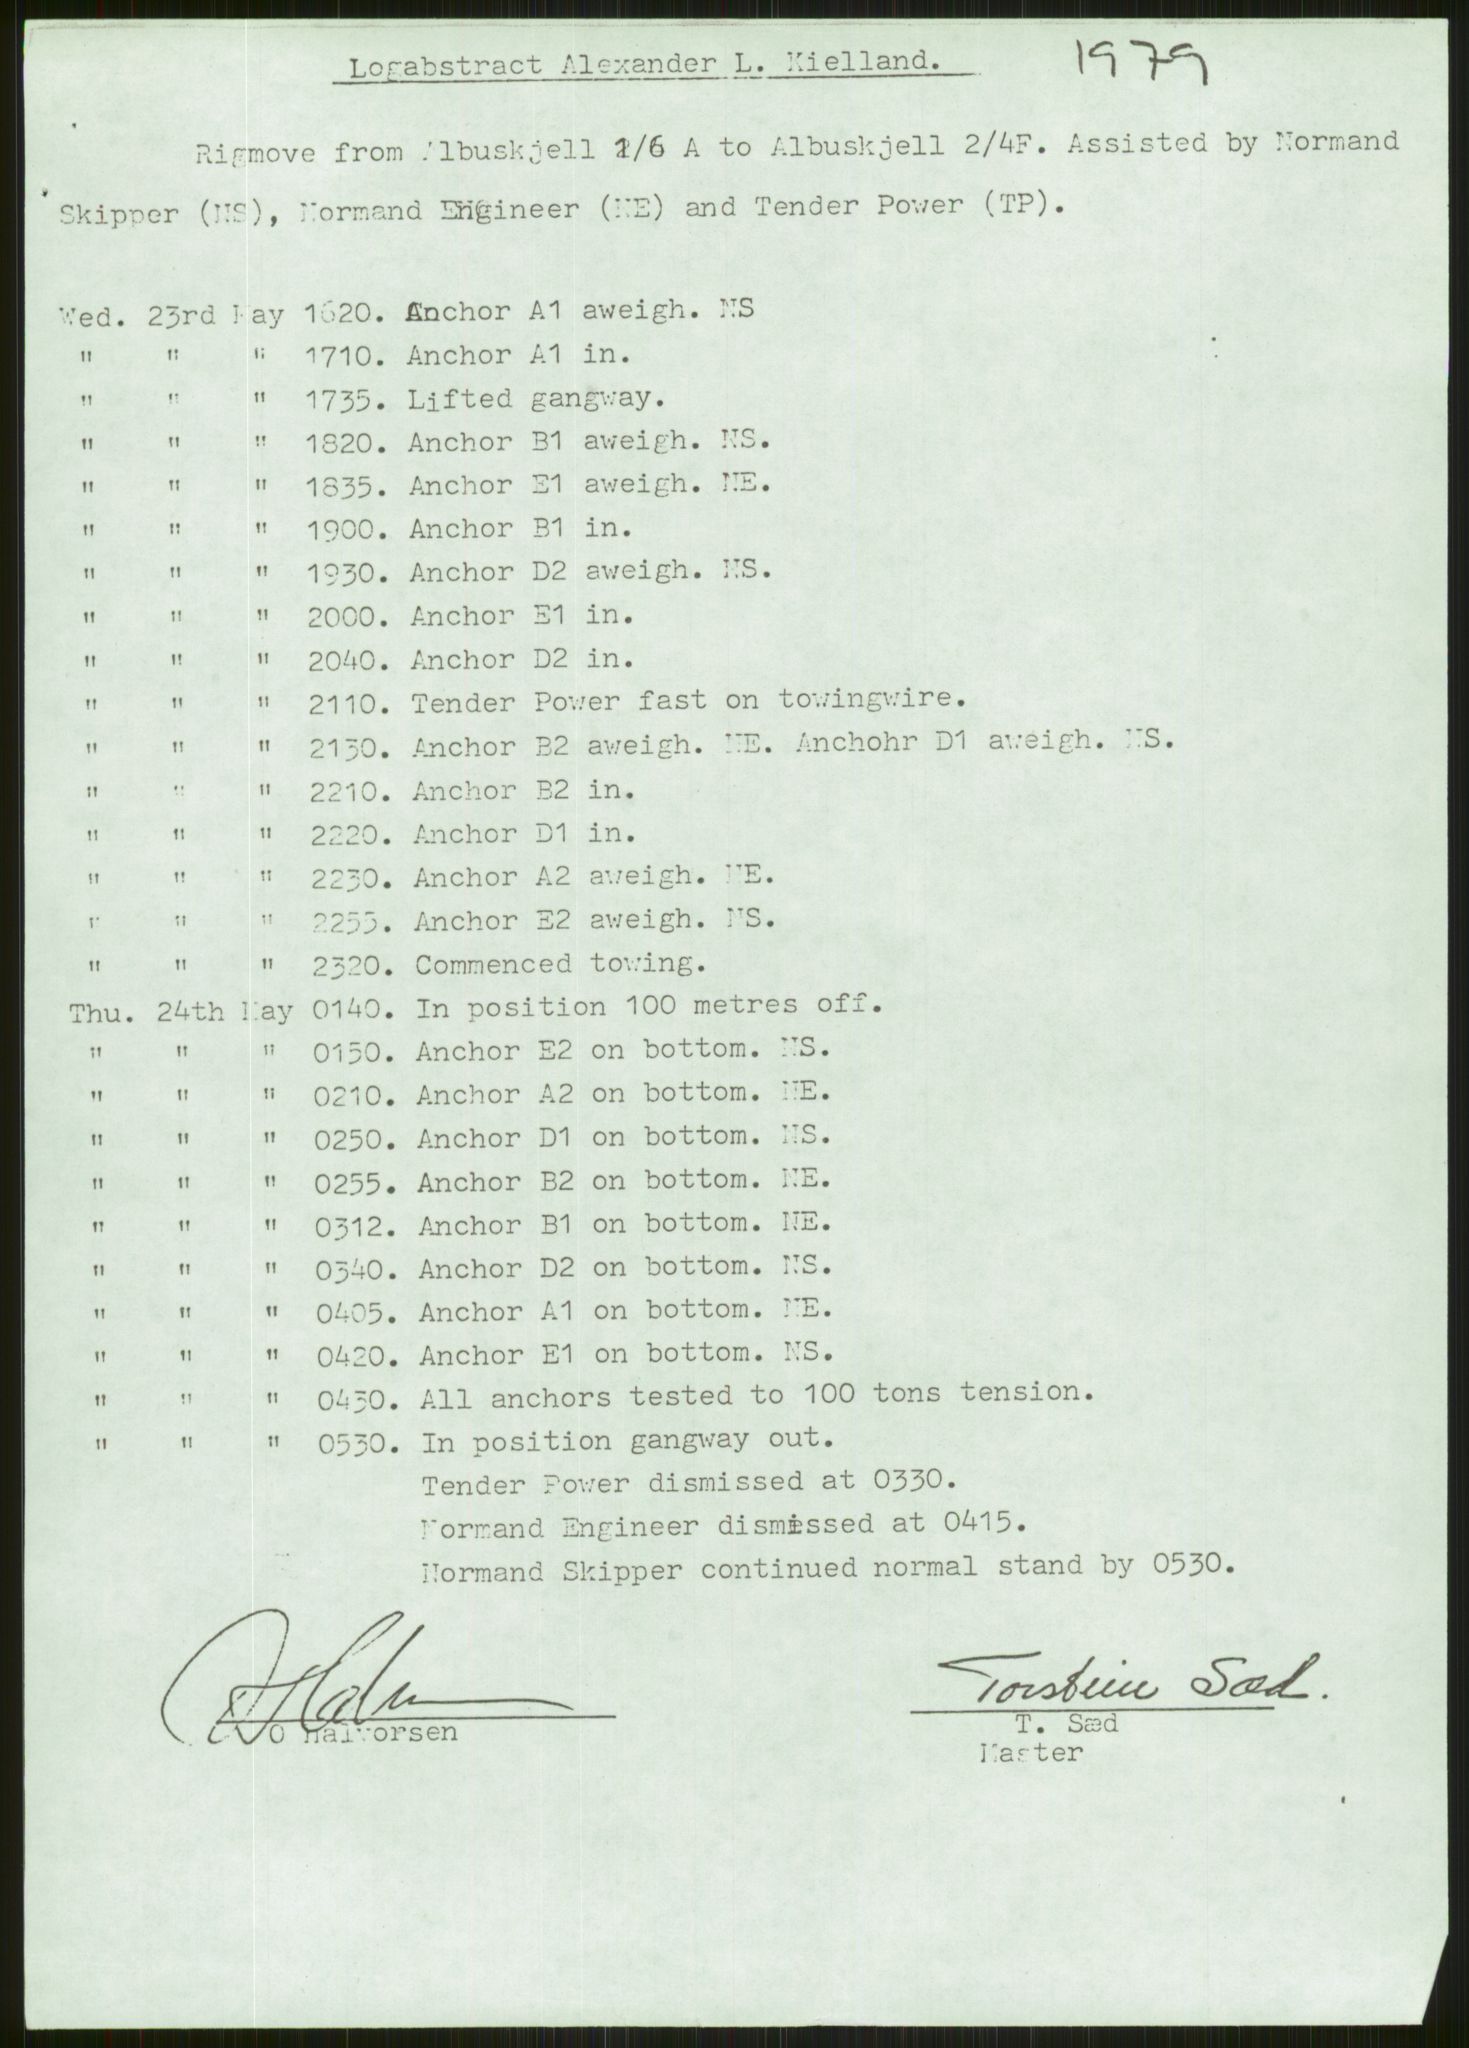 Logabstract Alexander L. Kielland. 1979
Rigmove from Albuskjell 1/6 A to Albuskjell 2/4F. Assisted by Normand
Skipper (NS), Normand Engineer (NE) and Tender Power (TP).
Wed. 23rd May 1620. Anchor A1 aweigh. NS
" " " 1710. Anchor A1 in.
" " " 1735. Lifted gangway.
" " " 1820. Anchor B1 aweigh. NS.
" " " 1835. Anchor E1 aweigh. NE.
" " " 1900. Anchor B1 in.
" " " 1930. Anchor D2 aweigh. NS.
" " " 2000. Anchor E1 in.
" " " 2040. Anchor D2 in.
" " " 2110. Tender Power fast on towingwire.
" " " 2130. Anchor B2 aweigh. NE. Anchohr D1 aweigh. NS.
" " " 2210. Anchor B2 in.
" " " 2220. Anchor D1 in.
" " " 2230. Anchor A2 aweigh. NE.
" " " 2255. Anchor E2 aweigh. NS.
" " " 2320. Commenced towing.
Thu. 24th May 0140. In position 100 metres off.
" " " 0150. Anchor E2 on bottom. NS.
" " " 0210. Anchor A2 on bottom. NE.
" " " 0250. Anchor D1 on bottom. NS.
" " " 0255. Anchor B2 on bottom. NE.
" " " 0312. Anchor B1 on bottom. NE.
" " " 0340. Anchor D2 on bottom. NS.
" " " 0405. Anchor A1 on bottom. NE.
" " " 0420. Anchor E1 on bottom. NS.
" " " 0430. All anchors tested to 100 tons tension.
" " " 0530. In position gangway out.
Tender Power dismissed at 0330.
Normand Engineer dismissed at 0415.
Normand Skipper continued normal stand by 0530.
Torstein Sæd.
O Halvorsen T. Sæd
Master